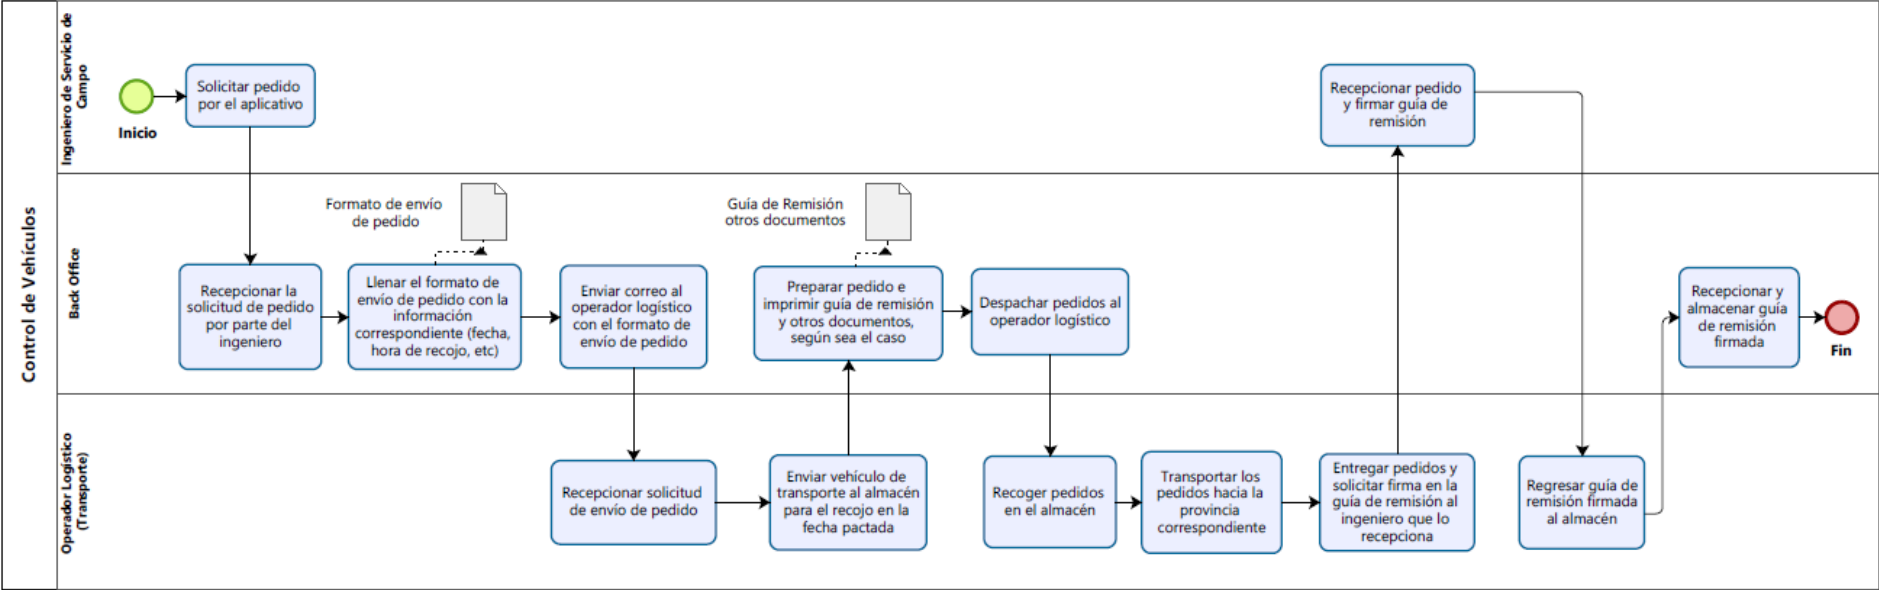 Control de Vehículos
Ingeniero de Servicio de
Campo
Inicio
Solicitar pedido
por el aplicativo
Recepcionar pedido
y firmar guía de
remisión
Back Office
Formato de envío
de pedido
Guía de Remisión
otros documentos
Recepcionar la
solicitud de pedido
por parte del
ingeniero
Llenar el formato de
envío de pedido con la
información
correspondiente (fecha,
hora de recojo, etc)
Enviar correo al
operador logístico
con el formato de
envío de pedido
Preparar pedido e
imprimir guía de remisión
y otros documentos,
según sea el caso
Despachar pedidos al
operador logístico
Recepcionar y
almacenar guía
de remisión
firmada
Fin
Operador Logístico
(Transporte)
Recepcionar solicitud
de envío de pedido
Enviar vehículo de
transporte al almacén
para el recojo en la
fecha pactada
Recoger pedidos
en el almacén
Transportar los
pedidos hacia la
provincia
correspondiente
Entregar pedidos y
solicitar firma en la
guía de remisión al
ingeniero que lo
recepciona
Regresar guía de
remisión firmada
al almacén